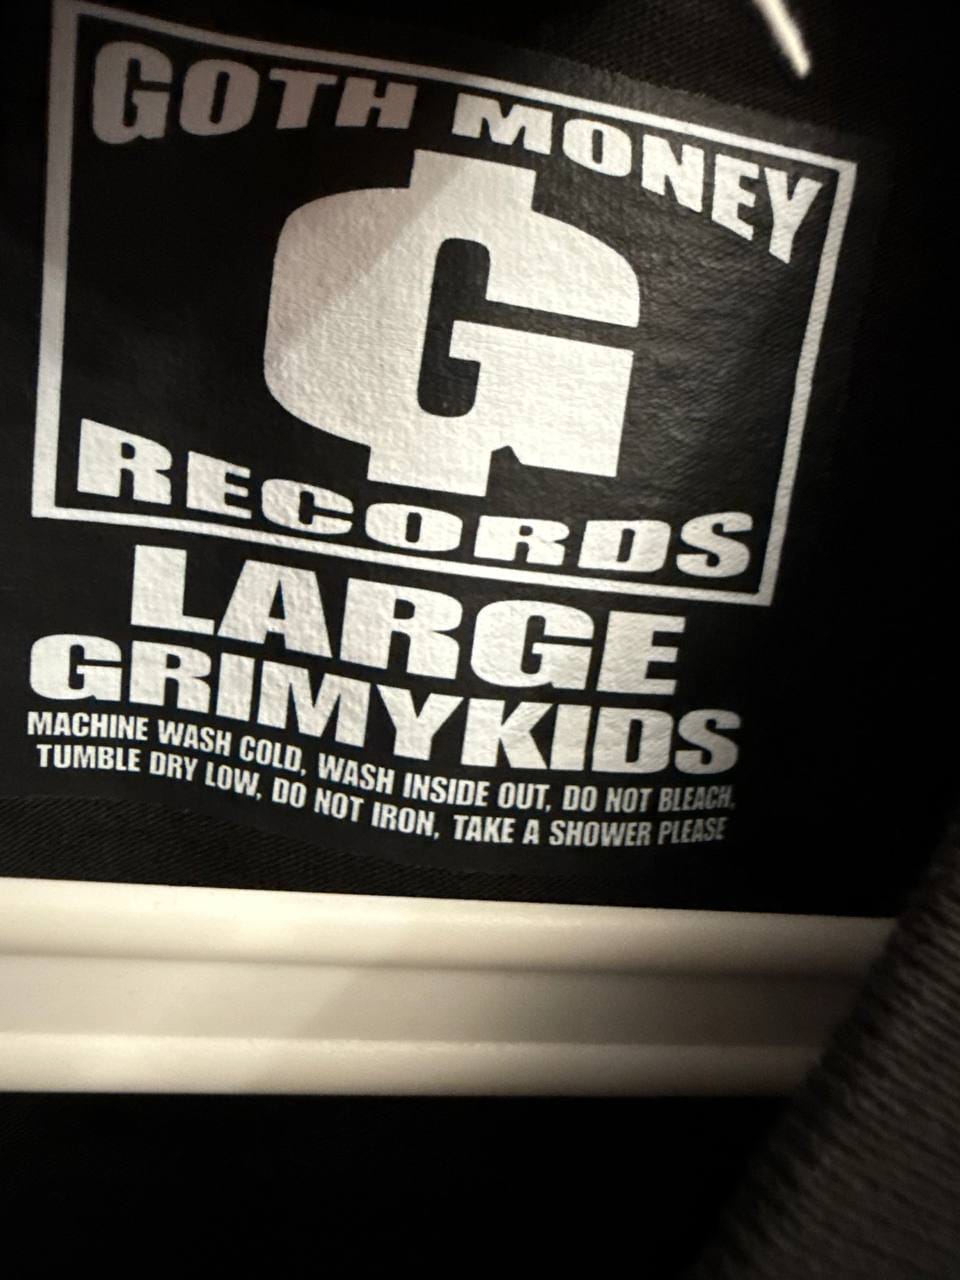 GOTH MONEY
G
RECORDS
LARGE
GRIMYKIDS
MACHINE WASH COLD, WASH INSIDE OUT, DO NOT BLEACH,
TUMBLE DRY LOW, DO NOT IRON, TAKE A SHOWER PLEASE